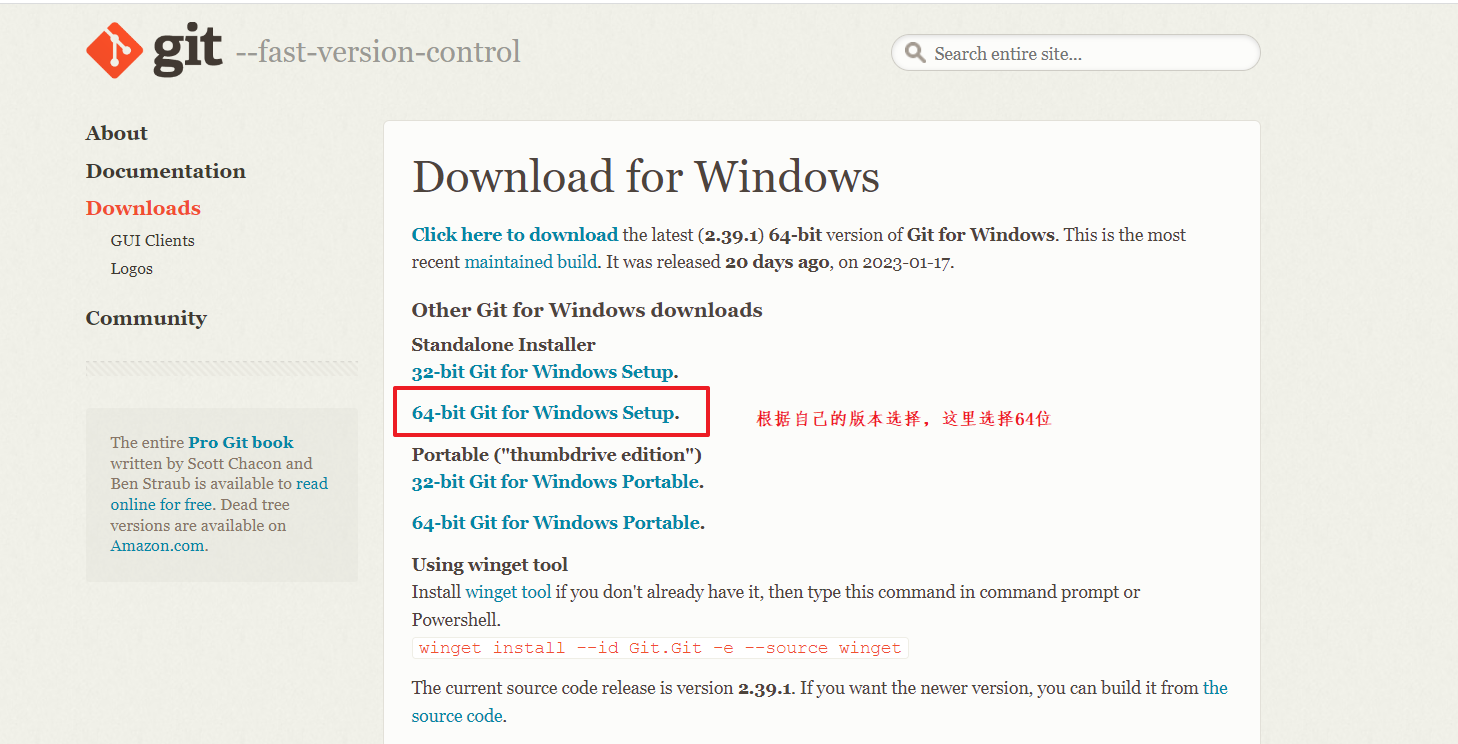 git --fast-version-control
Search entire site...
About
Documentation
Downloads
GUI Clients
Logos
Community
The entire Pro Git book
written by Scott Chacon and
Ben Straub is available to read
online for free. Dead tree
versions are available on
Amazon.com.
Download for Windows
Click here to download the latest (2.39.1) 64-bit version of Git for Windows. This is the most
recent maintained build. It was released 20 days ago, on 2023-01-17.
Other Git for Windows downloads
Standalone Installer
32-bit Git for Windows Setup.
64-bit Git for Windows Setup.
根据自己的版本选择，这里选择64位
Portable ("thumbdrive edition")
32-bit Git for Windows Portable.
64-bit Git for Windows Portable.
Using winget tool
Install winget tool if you don't already have it, then type this command in command prompt or
Powershell.
winget install --id Git.Git -e --source winget
The current source code release is version 2.39.1. If you want the newer version, you can build it from the
source code.